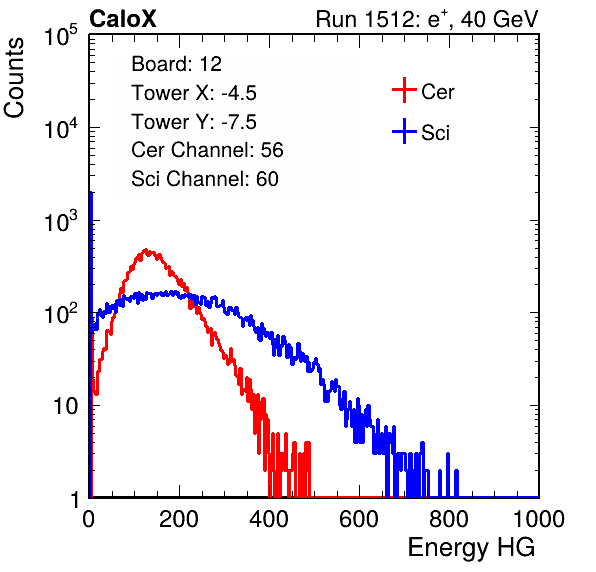 CaloX Run 1512: e⁺, 40 GeV
Counts
Board: 12
Tower X: -4.5
Tower Y: -7.5
Cer Channel: 56
Sci Channel: 60
Cer
Sci
10⁵
10⁴
10³
10²
10
1
0 200 400 600 800 1000
Energy HG